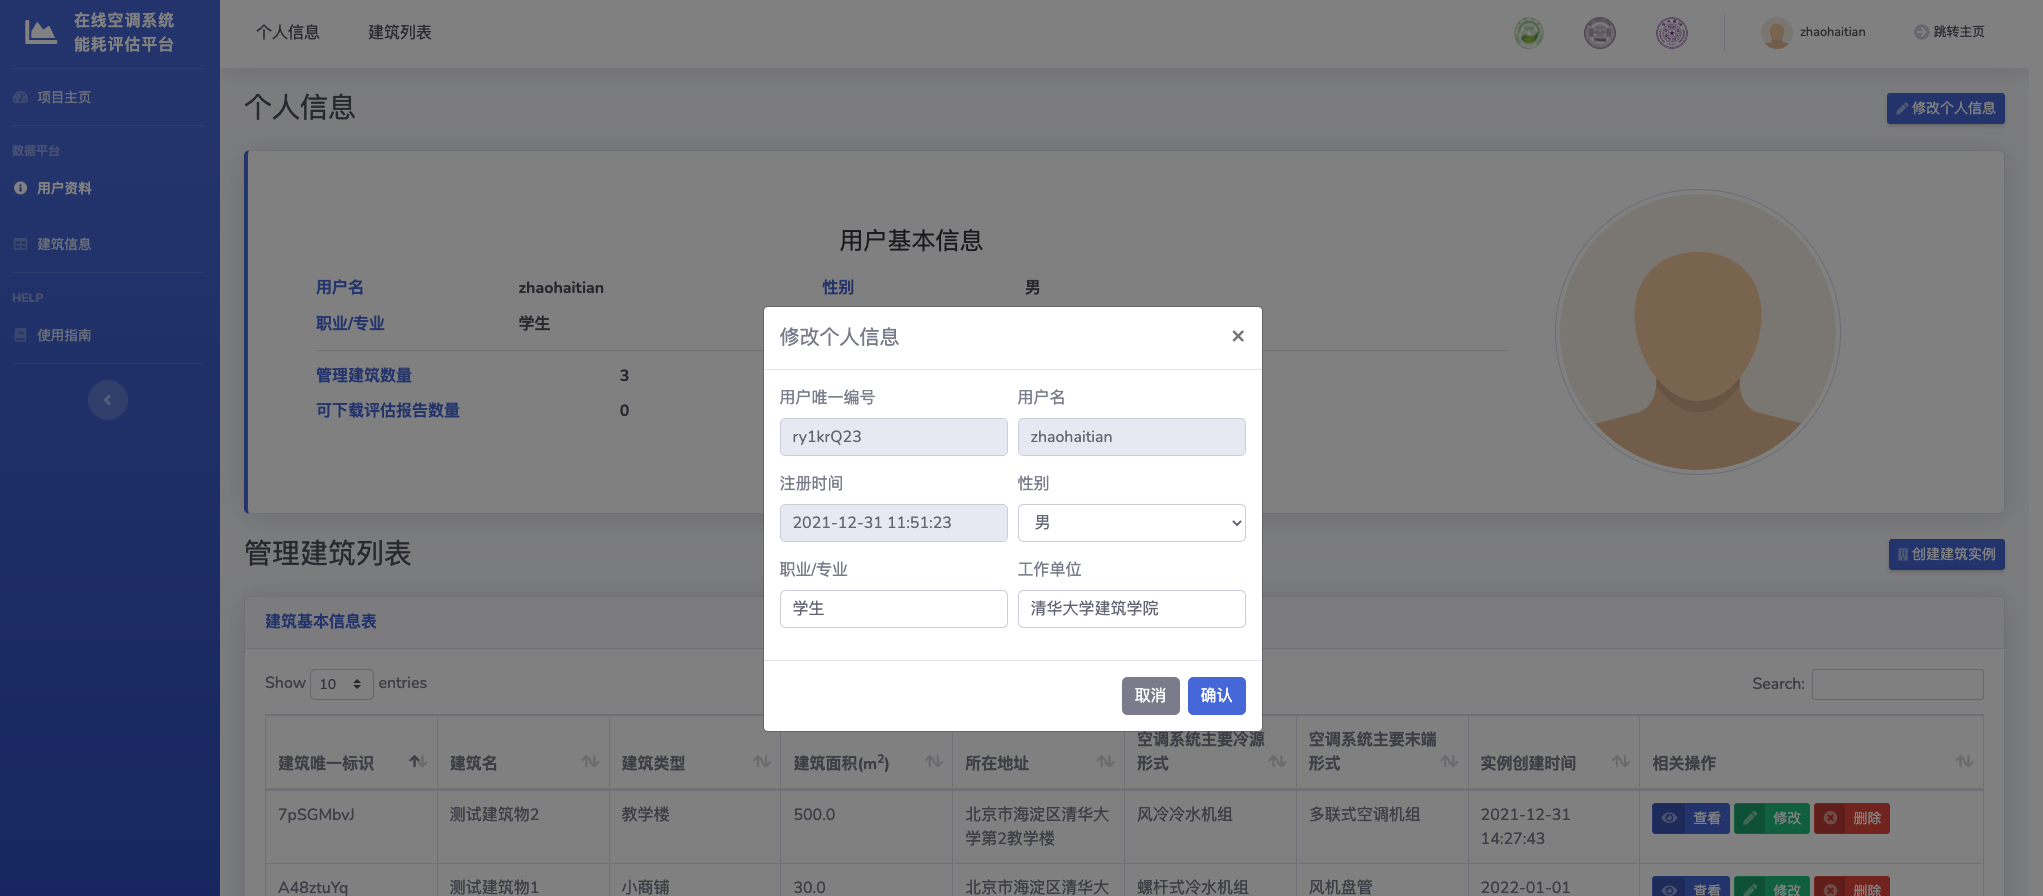 在线空调系统
能耗评估平台
项目主页
数据平台
用户资料
建筑信息
HELP
使用指南
个人信息
建筑列表
zhaohaitian
跳转主页
个人信息
修改个人信息
用户基本信息
用户名 zhaohaitian 性别 男
职业/专业 学生
管理建筑数量 3
可下载评估报告数量 0
修改个人信息 ×
用户唯一编号 用户名
ry1krQ23 zhaohaitian
注册时间 性别
2021-12-31 11:51:23 男
职业/专业 工作单位
学生 清华大学建筑学院
取消 确认
管理建筑列表
创建建筑实例
建筑基本信息表
Show 10 entries
Search:
建筑唯一标识 建筑名 建筑类型 建筑面积(m²) 所在地址 空调系统主要冷源形式 空调系统主要末端形式 实例创建时间 相关操作
7pSGMbvJ 测试建筑物2 教学楼 500.0 北京市海淀区清华大学第2教学楼 风冷冷水机组 多联式空调机组 2021-12-31 14:27:43 查看 修改 删除
A48ztuYq 测试建筑物1 小商铺 30.0 北京市海淀区清华大 螺杆式冷水机组 风机盘管 2022-01-01 查看 修改 删除